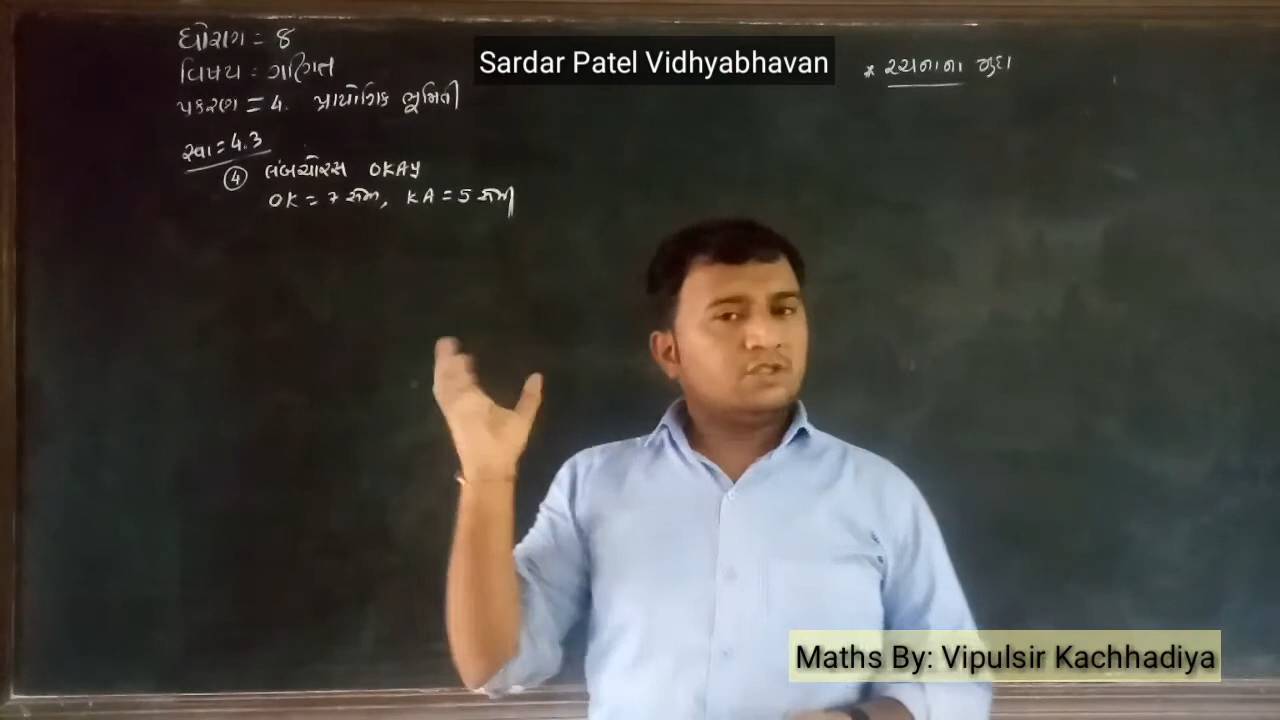 ધોરણ = ૪
વિષય : ગણિત
પ્રકરણ = 4. પ્રાયોગિક ભૂમિતિ
સ્વા = 4.3
④ લંબચોરસ OKAY
OK = 7 સેમી, KA = 5 સેમી
Sardar Patel Vidhyabhavan
* રચનાના મુદા
Maths By: Vipulsir Kachhadiya